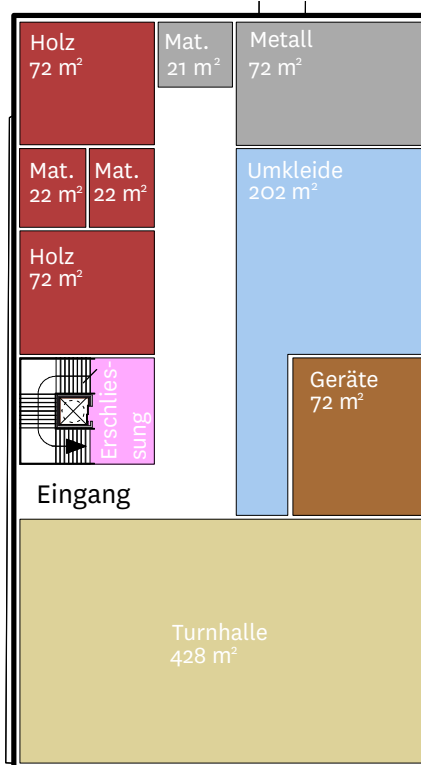 Holz
72 m²
Mat.
21 m²
Metall
72 m²
Mat.
22 m²
Mat.
22 m²
Umkleide
202 m²
Holz
72 m²
Erschlies-
sung
Geräte
72 m²
Eingang
Turnhalle
428 m²